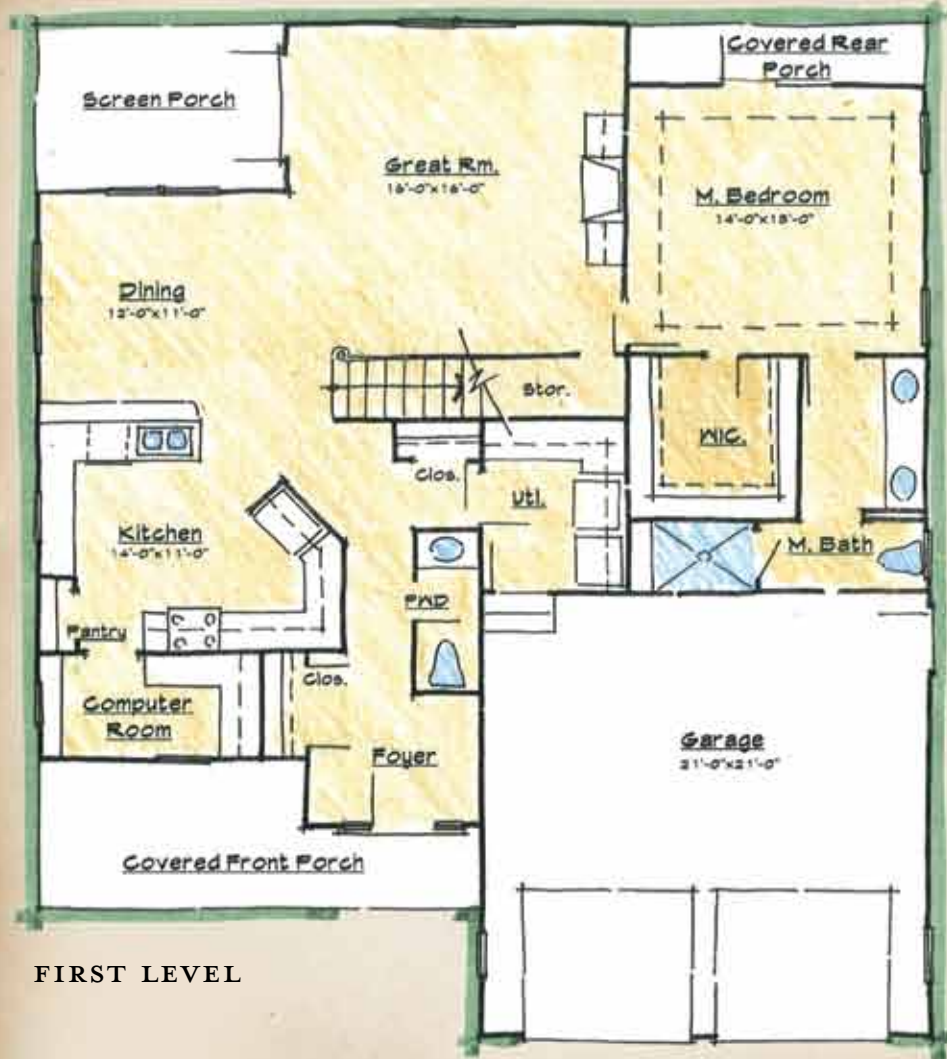 Screen Porch
Covered Rear
Porch
Great Rm.
16'-0"x16'-0"
M. Bedroom
14'-0"x15'-0"
Dining
12'-0"x11'-0"
Stor.
Clos.
Utl.
WIC.
Kitchen
14'-0"x11'-0"
M. Bath
PWD
Pantry
Clos.
Computer
Room
Foyer
Garage
21'-0"x21'-0"
Covered Front Porch
FIRST LEVEL